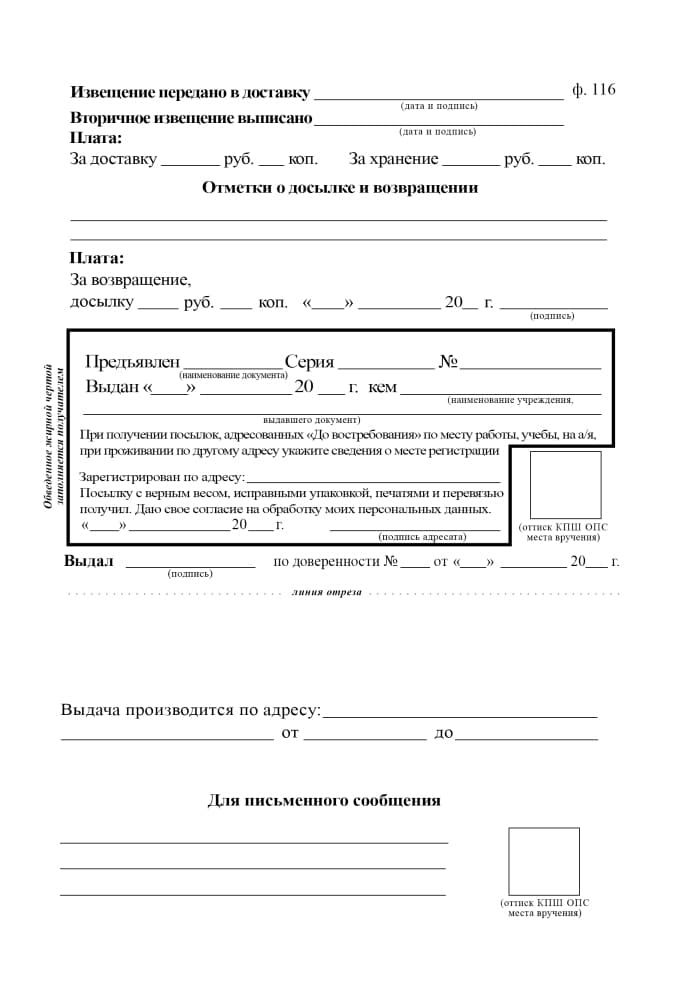 Извещение передано в доставку ____________ ф. 116
(дата и подпись)
Вторичное извещение выписано ____________
(дата и подпись)
Плата:
За доставку _______ руб. ___ коп. За хранение _______ руб. ____ коп.
Отметки о досылке и возвращении
Плата:
За возвращение,
досылку _____ руб. ____ коп. «____» __________ 20__ г. ____________
(подпись)
Обведенное жирной чертой
заполняется получателем
Предъявлен ___________ Серия ___________ № ________________
(наименование документа)
Выдан «____» __________ 20 ___ г. кем ______________________
(наименование учреждения,
выдавшего документ)
При получении посылок, адресованных «До востребования» по месту работы, учебы, на а/я,
при проживании по другому адресу укажите сведения о месте регистрации
Зарегистрирован по адресу: ______________________________
Посылку с верным весом, исправными упаковкой, печатями и перевязью
получил. Даю свое согласие на обработку моих персональных данных.
«____» ______________ 20____ г. ____________________
(подпись адресата)
(оттиск КПШ ОПС
места вручения)
Выдал ________________ по доверенности № ____ от «____» _________ 20___ г.
(подпись)
линия отреза
Выдача производится по адресу: ______________________________
________________________ от ______________ до ________________
Для письменного сообщения
(оттиск КПШ ОПС
места вручения)